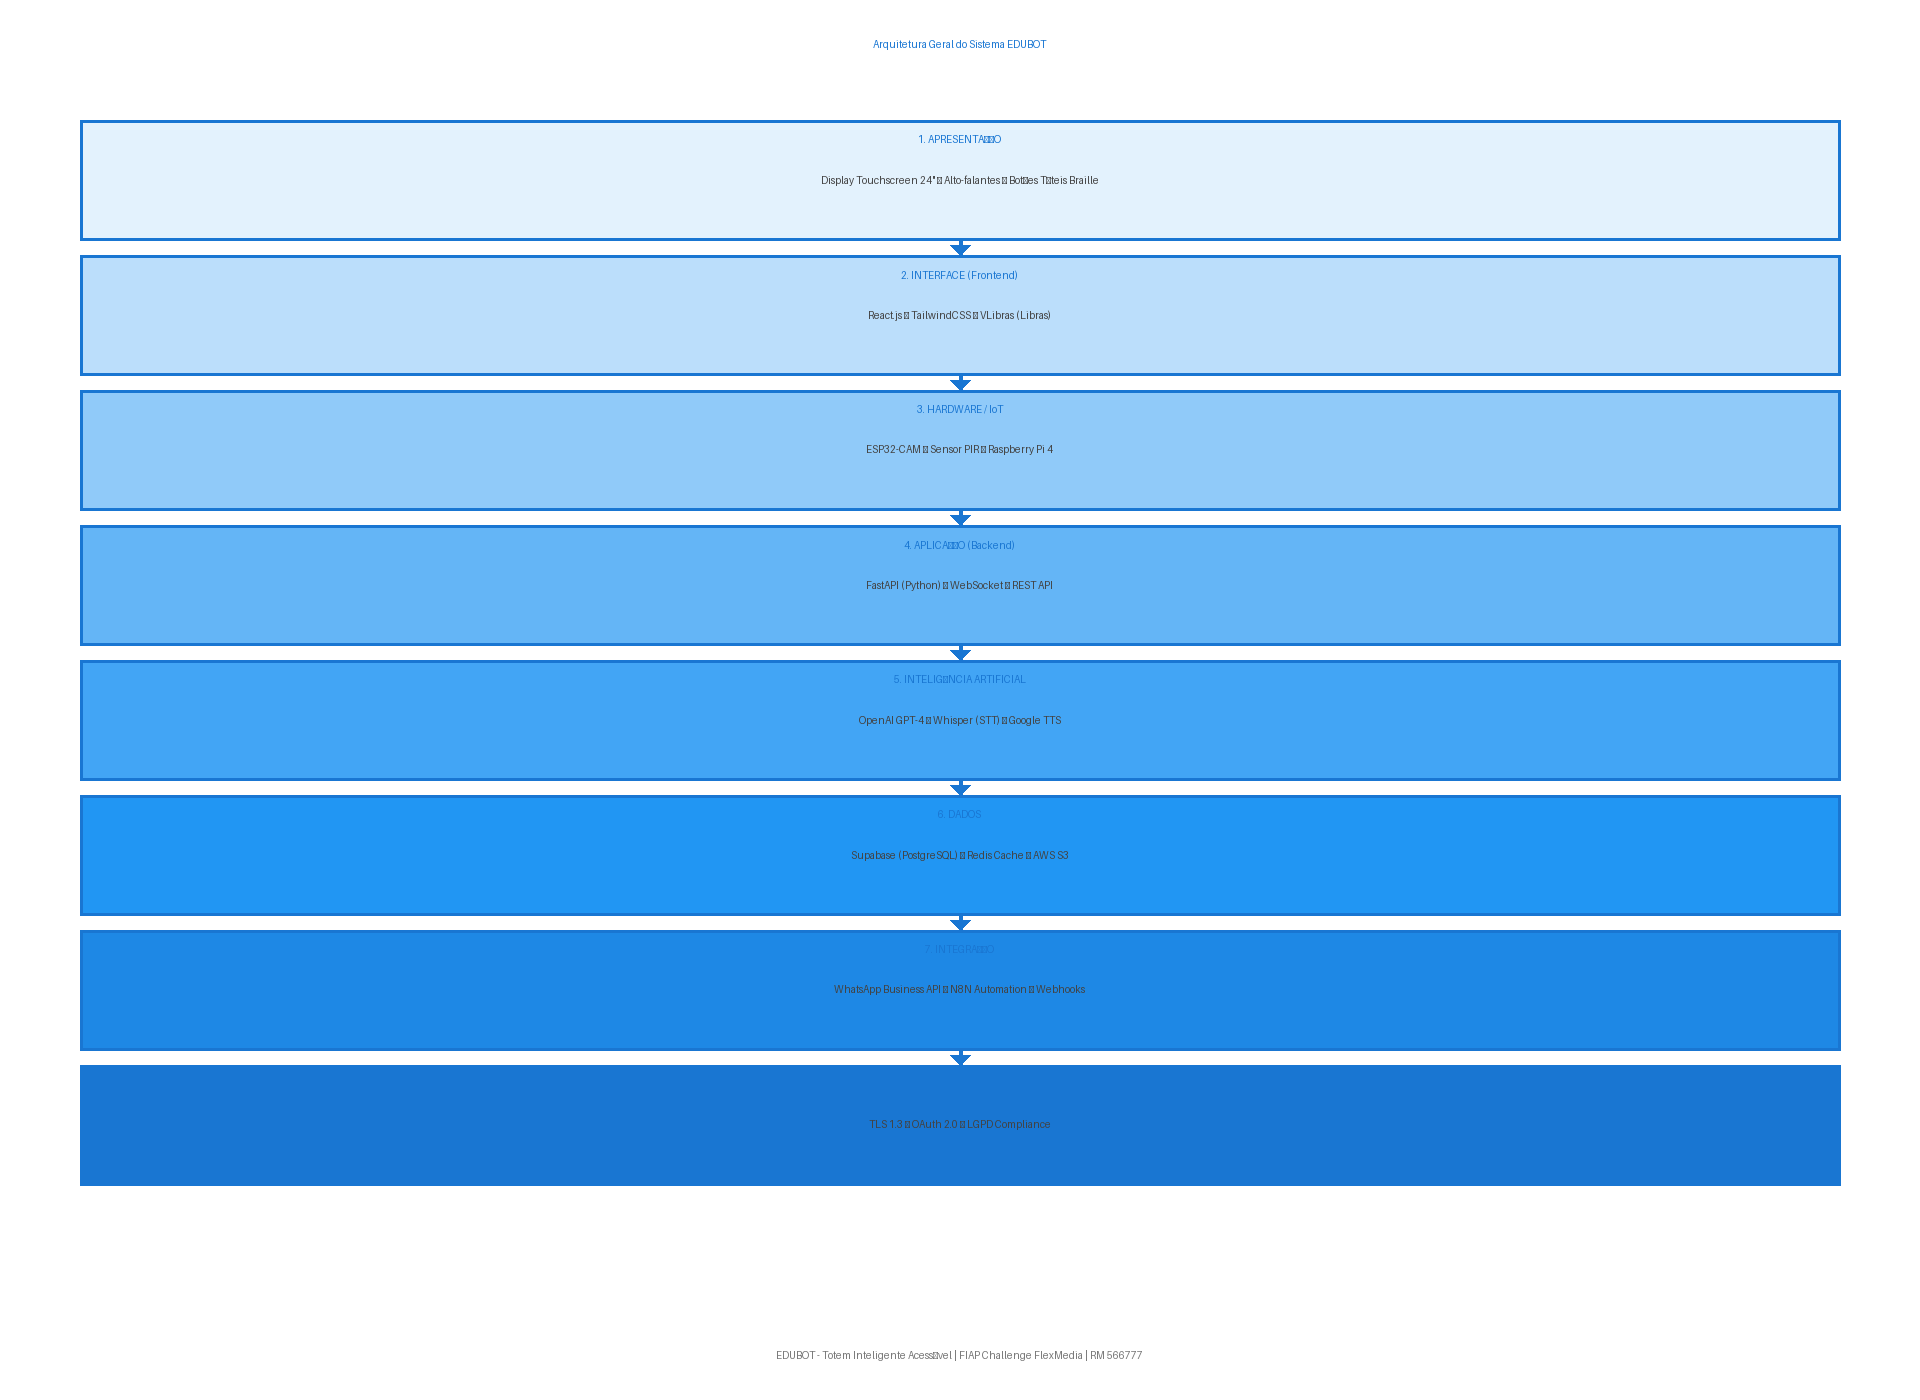 Arquitetura Geral do Sistema EDUBOT
1. APRESENTA▯▯O
Display Touchscreen 24" ▯ Alto-falantes ▯ Bot▯es T▯teis Braille
2. INTERFACE (Frontend)
React.js ▯ TailwindCSS ▯ VLibras (Libras)
3. HARDWARE / IoT
ESP32-CAM ▯ Sensor PIR ▯ Raspberry Pi 4
4. APLICA▯▯O (Backend)
FastAPI (Python) ▯ WebSocket ▯ REST API
5. INTELIG▯NCIA ARTIFICIAL
OpenAI GPT-4 ▯ Whisper (STT) ▯ Google TTS
6. DADOS
Supabase (PostgreSQL) ▯ Redis Cache ▯ AWS S3
7. INTEGRA▯▯O
WhatsApp Business API ▯ N8N Automation ▯ Webhooks
TLS 1.3 ▯ OAuth 2.0 ▯ LGPD Compliance
EDUBOT - Totem Inteligente Acess▯vel | FIAP Challenge FlexMedia | RM 566777